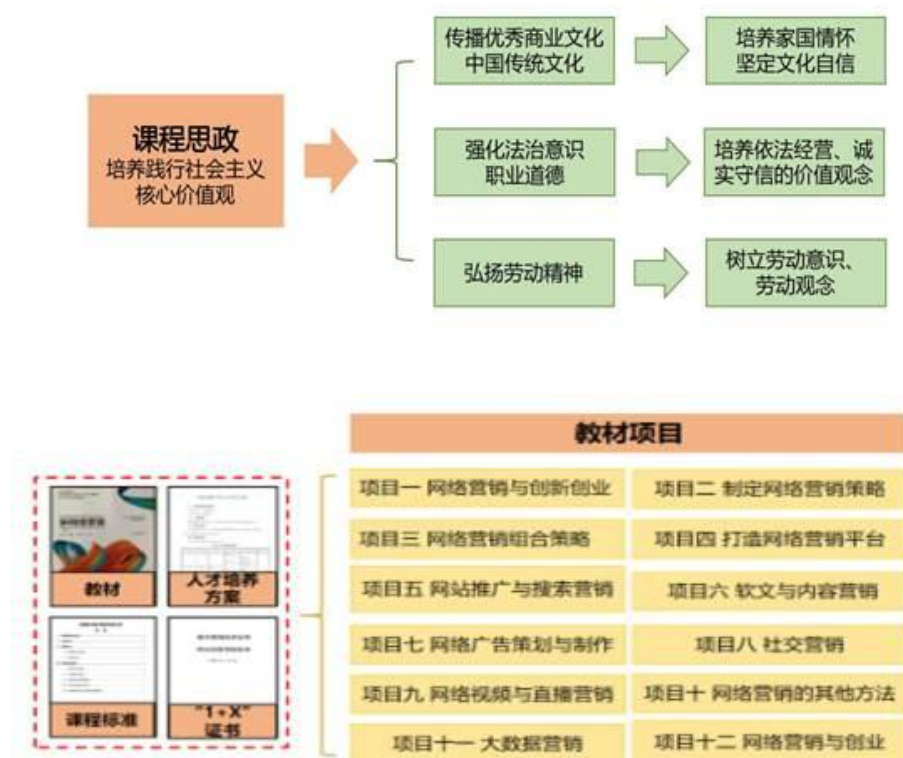 传播优秀商业文化
中国传统文化
培养家国情怀
坚定文化自信
课程思政
培养践行社会主义
核心价值观
强化法治意识
职业道德
培养依法经营、诚
实守信的价值观念
弘扬劳动精神
树立劳动意识、
劳动观念
教材项目
教材
人才培养
方案
课程标准
"1+X"
证书
项目一 网络营销与创新创业
项目二 制定网络营销策略
项目三 网络营销组合策略
项目四 打造网络营销平台
项目五 网站推广与搜索营销
项目六 软文与内容营销
项目七 网络广告策划与制作
项目八 社交营销
项目九 网络视频与直播营销
项目十 网络营销的其他方法
项目十一 大数据营销
项目十二 网络营销与创业